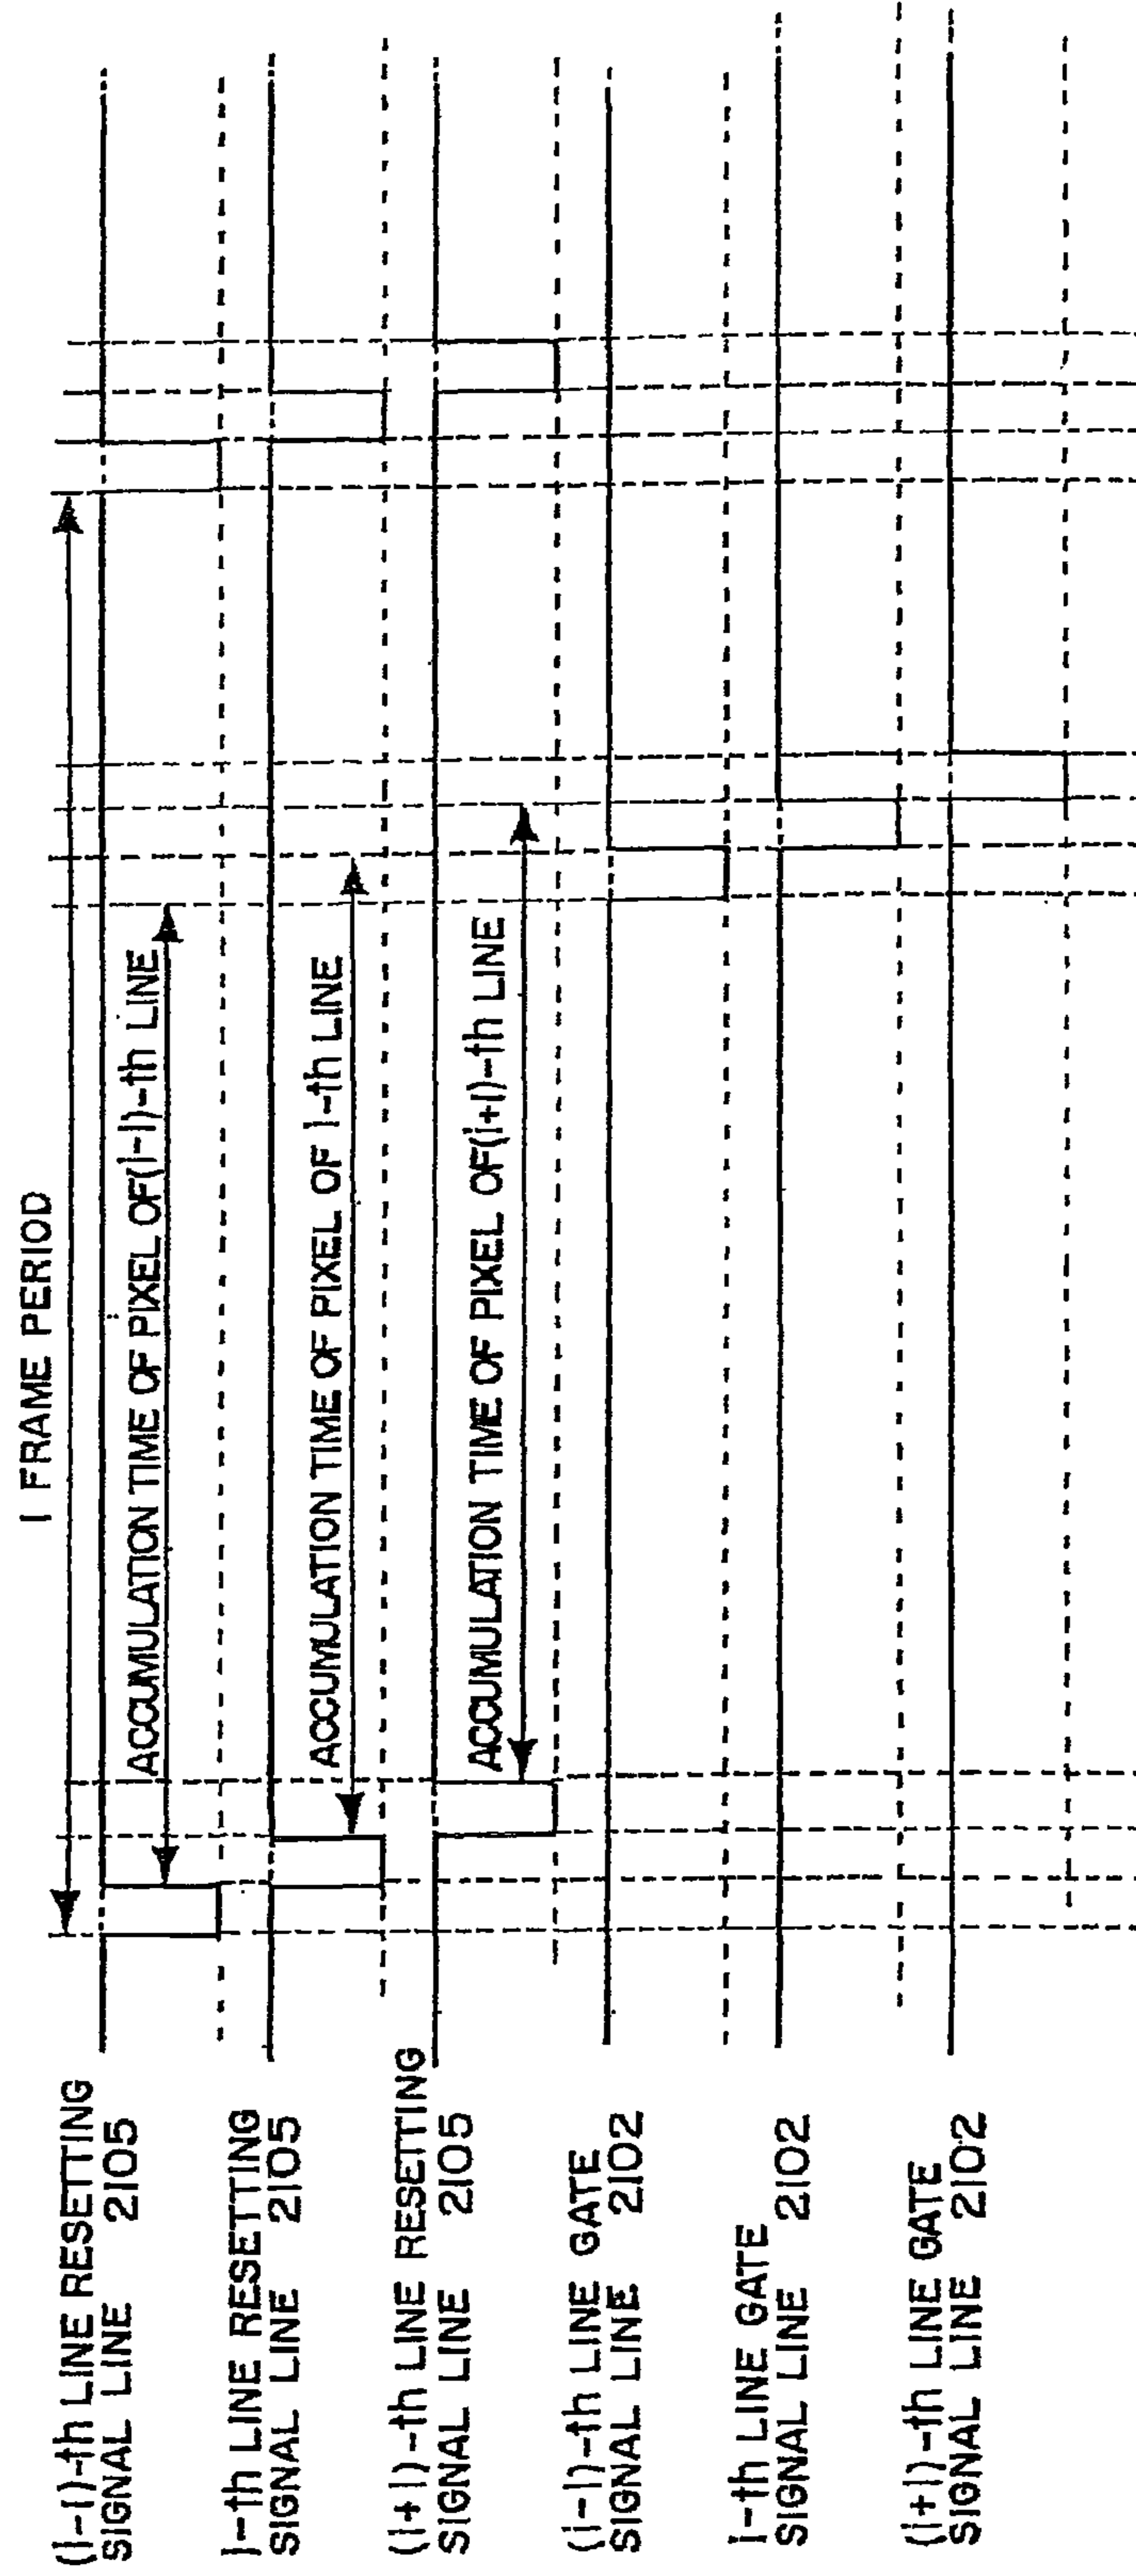 1 FRAME PERIOD
(i-1)-th LINE RESETTING
SIGNAL LINE 2105
ACCUMULATION TIME OF PIXEL OF(i-1)-th LINE
i-th LINE RESETTING
SIGNAL LINE 2105
ACCUMULATION TIME OF PIXEL OF i-th LINE
(i+1)-th LINE RESETTING
SIGNAL LINE 2105
ACCUMULATION TIME OF PIXEL OF(i+1)-th LINE
(i-1)-th LINE GATE
SIGNAL LINE 2102
i-th LINE GATE
SIGNAL LINE 2102
(i+1)-th LINE GATE
SIGNAL LINE 2102